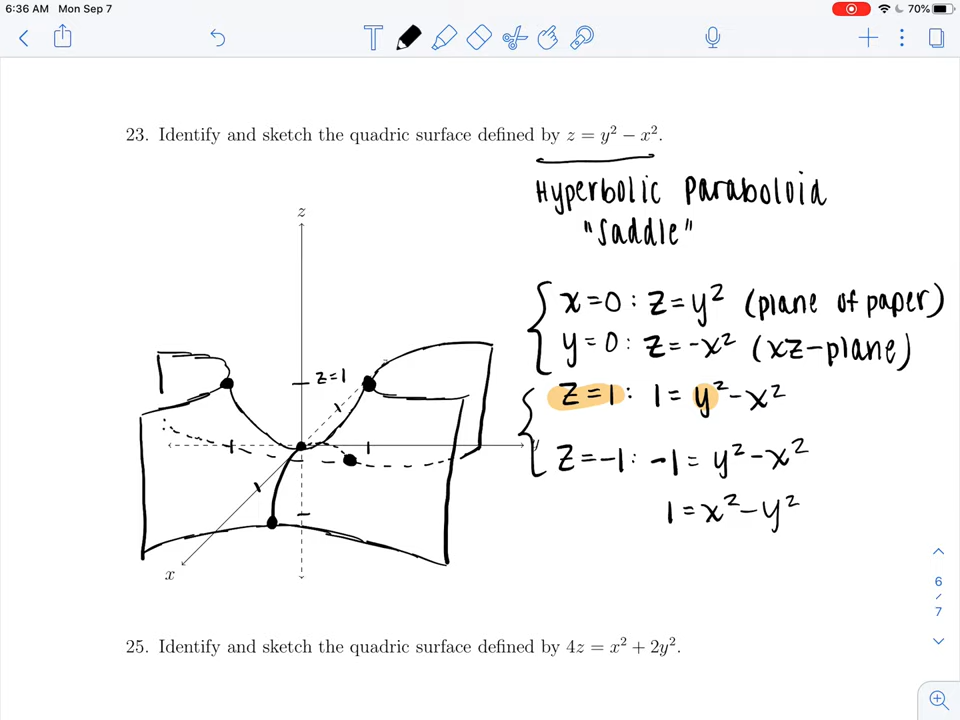 6:36 AM Mon Sep 7
70%
23. Identify and sketch the quadric surface defined by z = y² − x².
Hyperbolic Paraboloid
"Saddle"
z
x=0: z=y² (plane of paper)
y=0: z=-x² (xz-plane)
z=1
z=1: 1=y²-x²
1
1
y
z=-1: -1=y²-x²
1=x²-y²
x
6
/
7
25. Identify and sketch the quadric surface defined by 4z = x² + 2y².